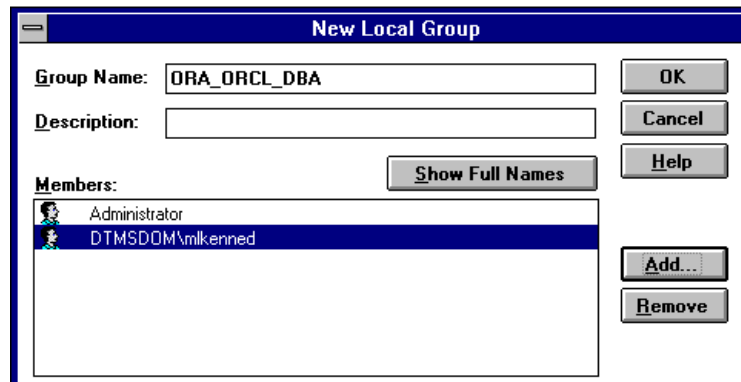 New Local Group
Group Name: ORA_ORCL_DBA
OK
Description:
Cancel
Show Full Names
Help
Members:
Administrator
DTMSDOM\mlkenned
Add...
Remove